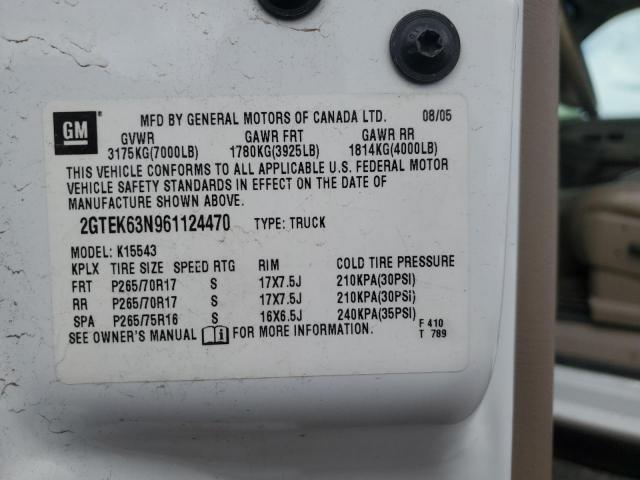 GM
MFD BY GENERAL MOTORS OF CANADA LTD. 08/05
GVWR GAWR FRT GAWR RR
3175KG(7000LB) 1780KG(3925LB) 1814KG(4000LB)
THIS VEHICLE CONFORMS TO ALL APPLICABLE U.S. FEDERAL MOTOR
VEHICLE SAFETY STANDARDS IN EFFECT ON THE DATE OF
MANUFACTURE SHOWN ABOVE.
2GTEK63N961124470 TYPE: TRUCK
MODEL: K15543
KPLX TIRE SIZE SPEED RTG RIM COLD TIRE PRESSURE
FRT P265/70R17 S 17X7.5J 210KPA(30PSI)
RR P265/70R17 S 17X7.5J 210KPA(30PSI)
SPA P265/75R16 S 16X6.5J 240KPA(35PSI)
SEE OWNER'S MANUAL FOR MORE INFORMATION. F 410
T 789